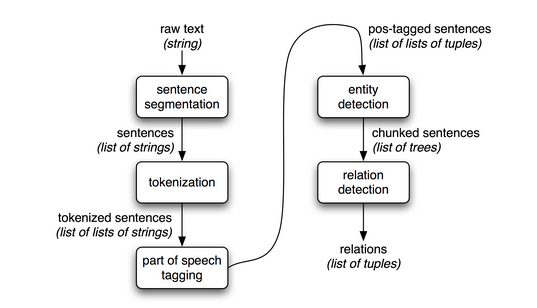 raw text
(string)
sentence
segmentation
sentences
(list of strings)
tokenization
tokenized sentences
(list of lists of strings)
part of speech
tagging
pos-tagged sentences
(list of lists of tuples)
entity
detection
chunked sentences
(list of trees)
relation
detection
relations
(list of tuples)